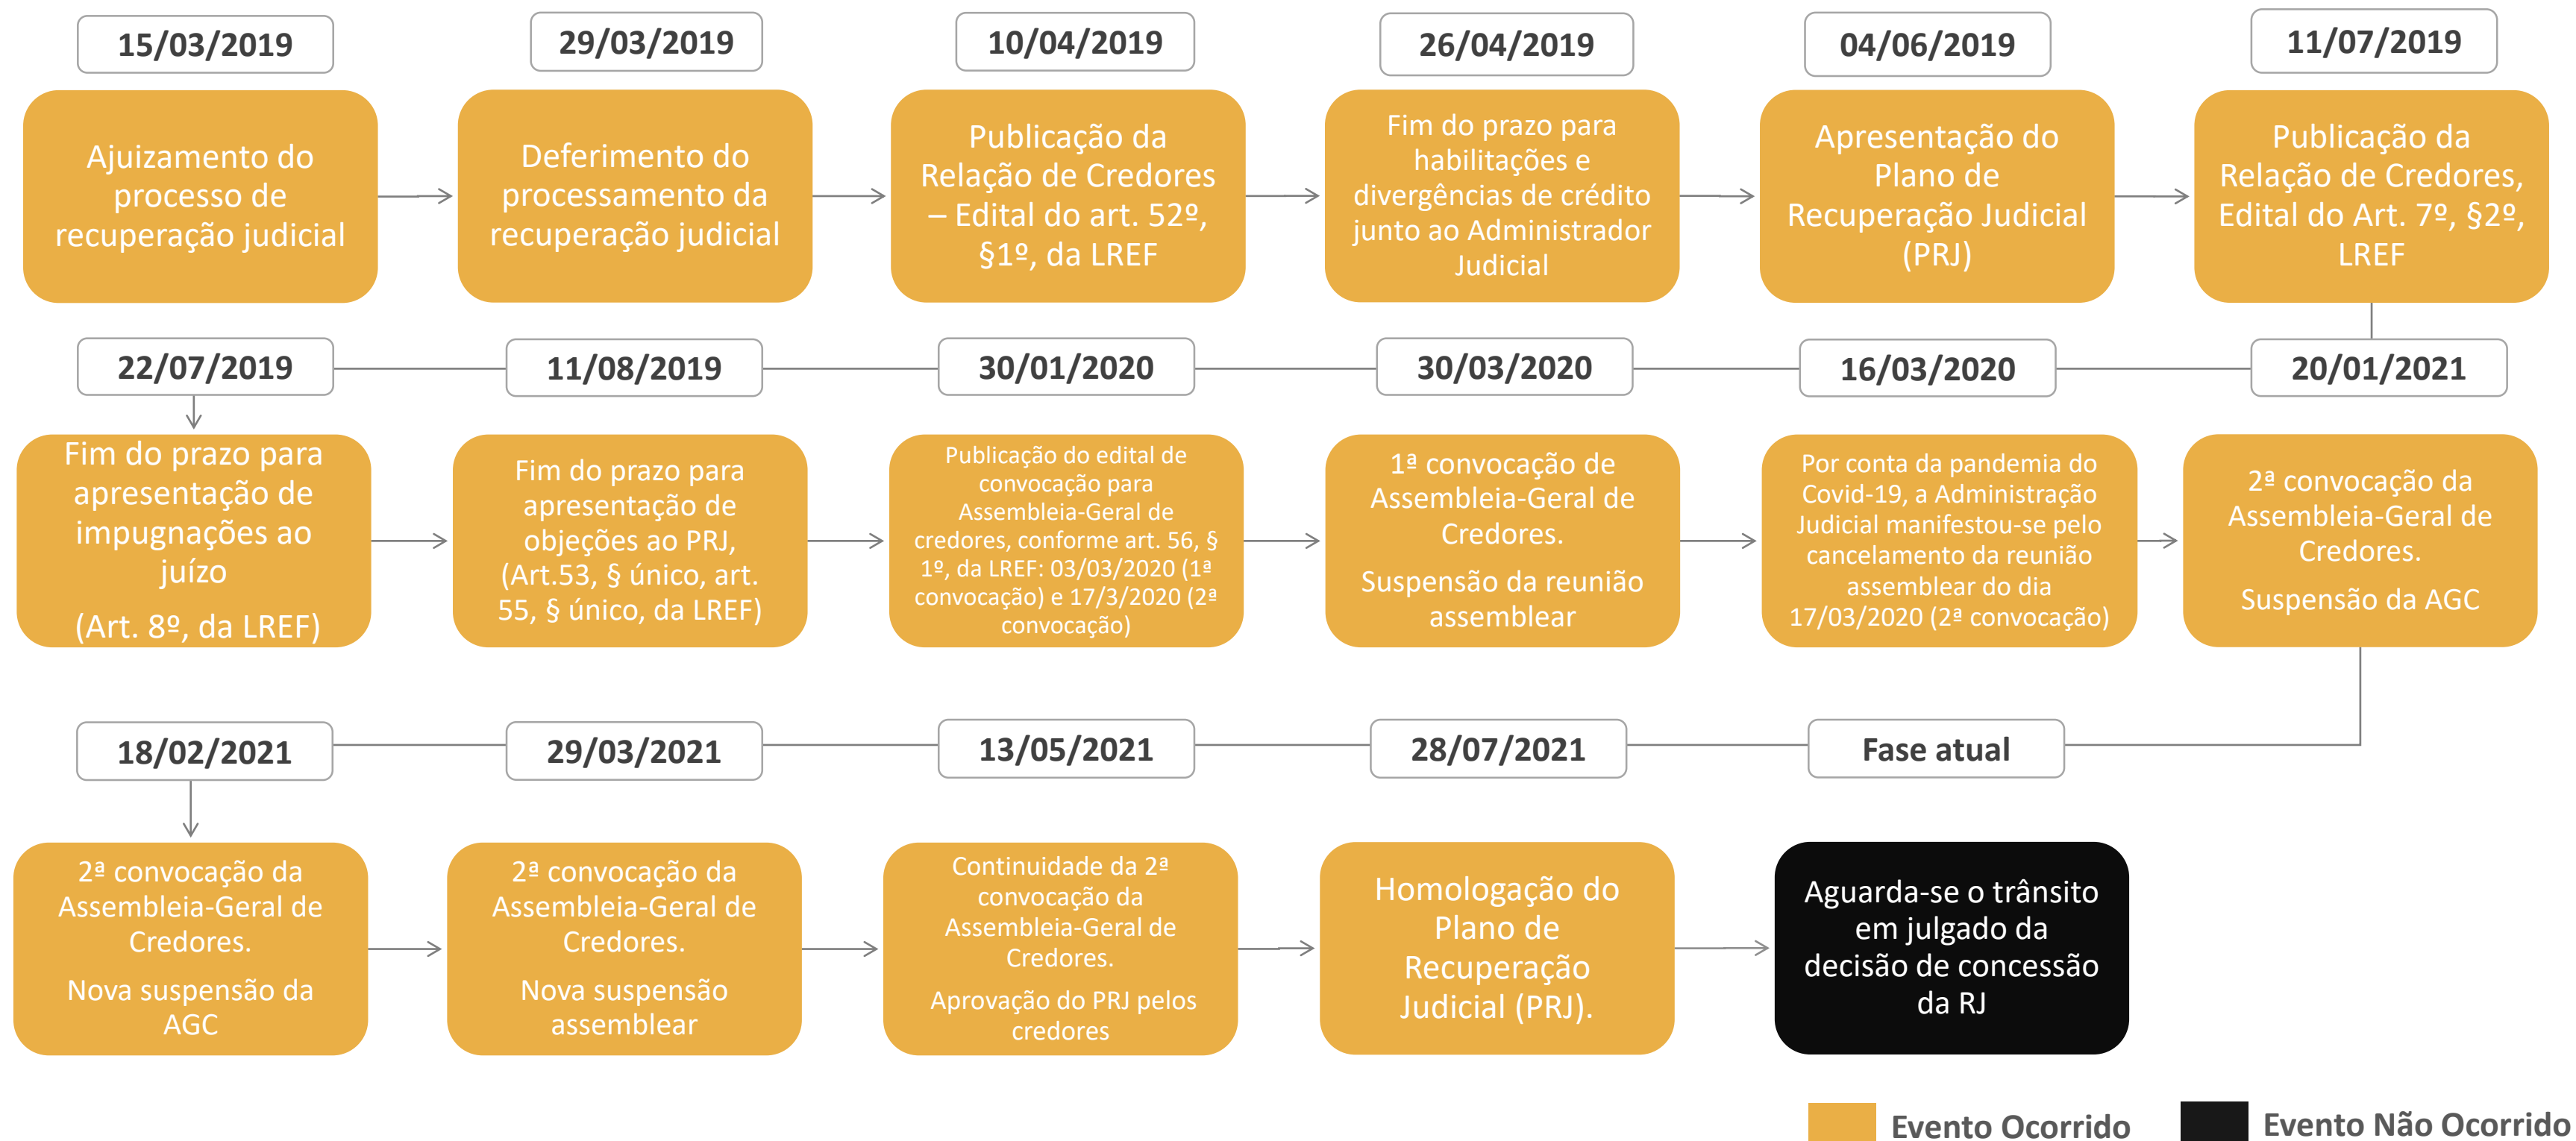 15/03/2019
Ajuizamento do
processo de
recuperação judicial
29/03/2019
Deferimento do
processamento da
recuperação judicial
10/04/2019
Publicação da
Relação de Credores
– Edital do art. 52º,
§1º, da LREF
26/04/2019
Fim do prazo para
habilitações e
divergências de crédito
junto ao Administrador
Judicial
04/06/2019
Apresentação do
Plano de
Recuperação Judicial
(PRJ)
11/07/2019
Publicação da
Relação de Credores,
Edital do Art. 7º, §2º,
LREF
22/07/2019
Fim do prazo para
apresentação de
impugnações ao
juízo
(Art. 8º, da LREF)
11/08/2019
Fim do prazo para
apresentação de
objeções ao PRJ,
(Art.53, § único, art.
55, § único, da LREF)
30/01/2020
Publicação do edital de
convocação para
Assembleia-Geral de
credores, conforme art. 56, §
1º, da LREF: 03/03/2020 (1ª
convocação) e 17/3/2020 (2ª
convocação)
30/03/2020
1ª convocação de
Assembleia-Geral de
Credores.
Suspensão da reunião
assemblear
16/03/2020
Por conta da pandemia do
Covid-19, a Administração
Judicial manifestou-se pelo
cancelamento da reunião
assemblear do dia
17/03/2020 (2ª convocação)
20/01/2021
2ª convocação da
Assembleia-Geral de
Credores.
Suspensão da AGC
18/02/2021
2ª convocação da
Assembleia-Geral de
Credores.
Nova suspensão da
AGC
29/03/2021
2ª convocação da
Assembleia-Geral de
Credores.
Nova suspensão
assemblear
13/05/2021
Continuidade da 2ª
convocação da
Assembleia-Geral de
Credores.
Aprovação do PRJ pelos
credores
28/07/2021
Homologação do
Plano de
Recuperação
Judicial (PRJ).
Fase atual
Aguarda-se o trânsito
em julgado da
decisão de concessão
da RJ
Evento Ocorrido
Evento Não Ocorrido